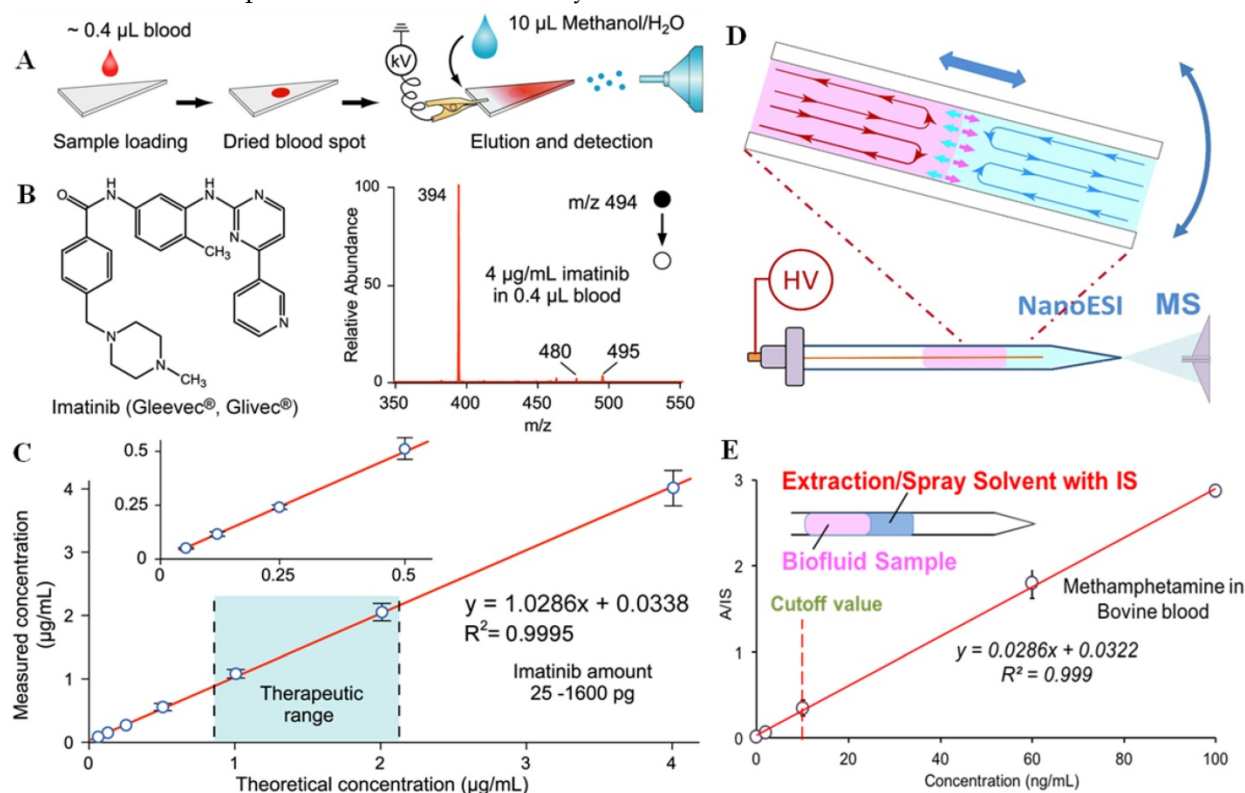 A
~ 0.4 µL blood
Sample loading
Dried blood spot
kV
10 µL Methanol/H2O
Elution and detection
B
O
H
N
H
N
N
N
CH3
N
N
N
CH3
Imatinib (Gleevec®, Glivec®)
Relative Abundance
100
50
0
394
m/z 494
4 µg/mL imatinib
in 0.4 µL blood
480
495
350
400
450
500
550
m/z
C
Measured concentration
(µg/mL)
4
3
2
1
0
0.5
0.25
0
0
0.25
0.5
y = 1.0286x + 0.0338
R2= 0.9995
Imatinib amount
25 -1600 pg
Therapeutic
range
0
1
2
3
4
Theoretical concentration (µg/mL)
D
HV
NanoESI
MS
E
A/IS
3
2
1
0
Extraction/Spray Solvent with IS
Biofluid Sample
Cutoff value
Methamphetamine in
Bovine blood
y = 0.0286x + 0.0322
R² = 0.999
0
20
40
60
80
100
Concentration (ng/mL)